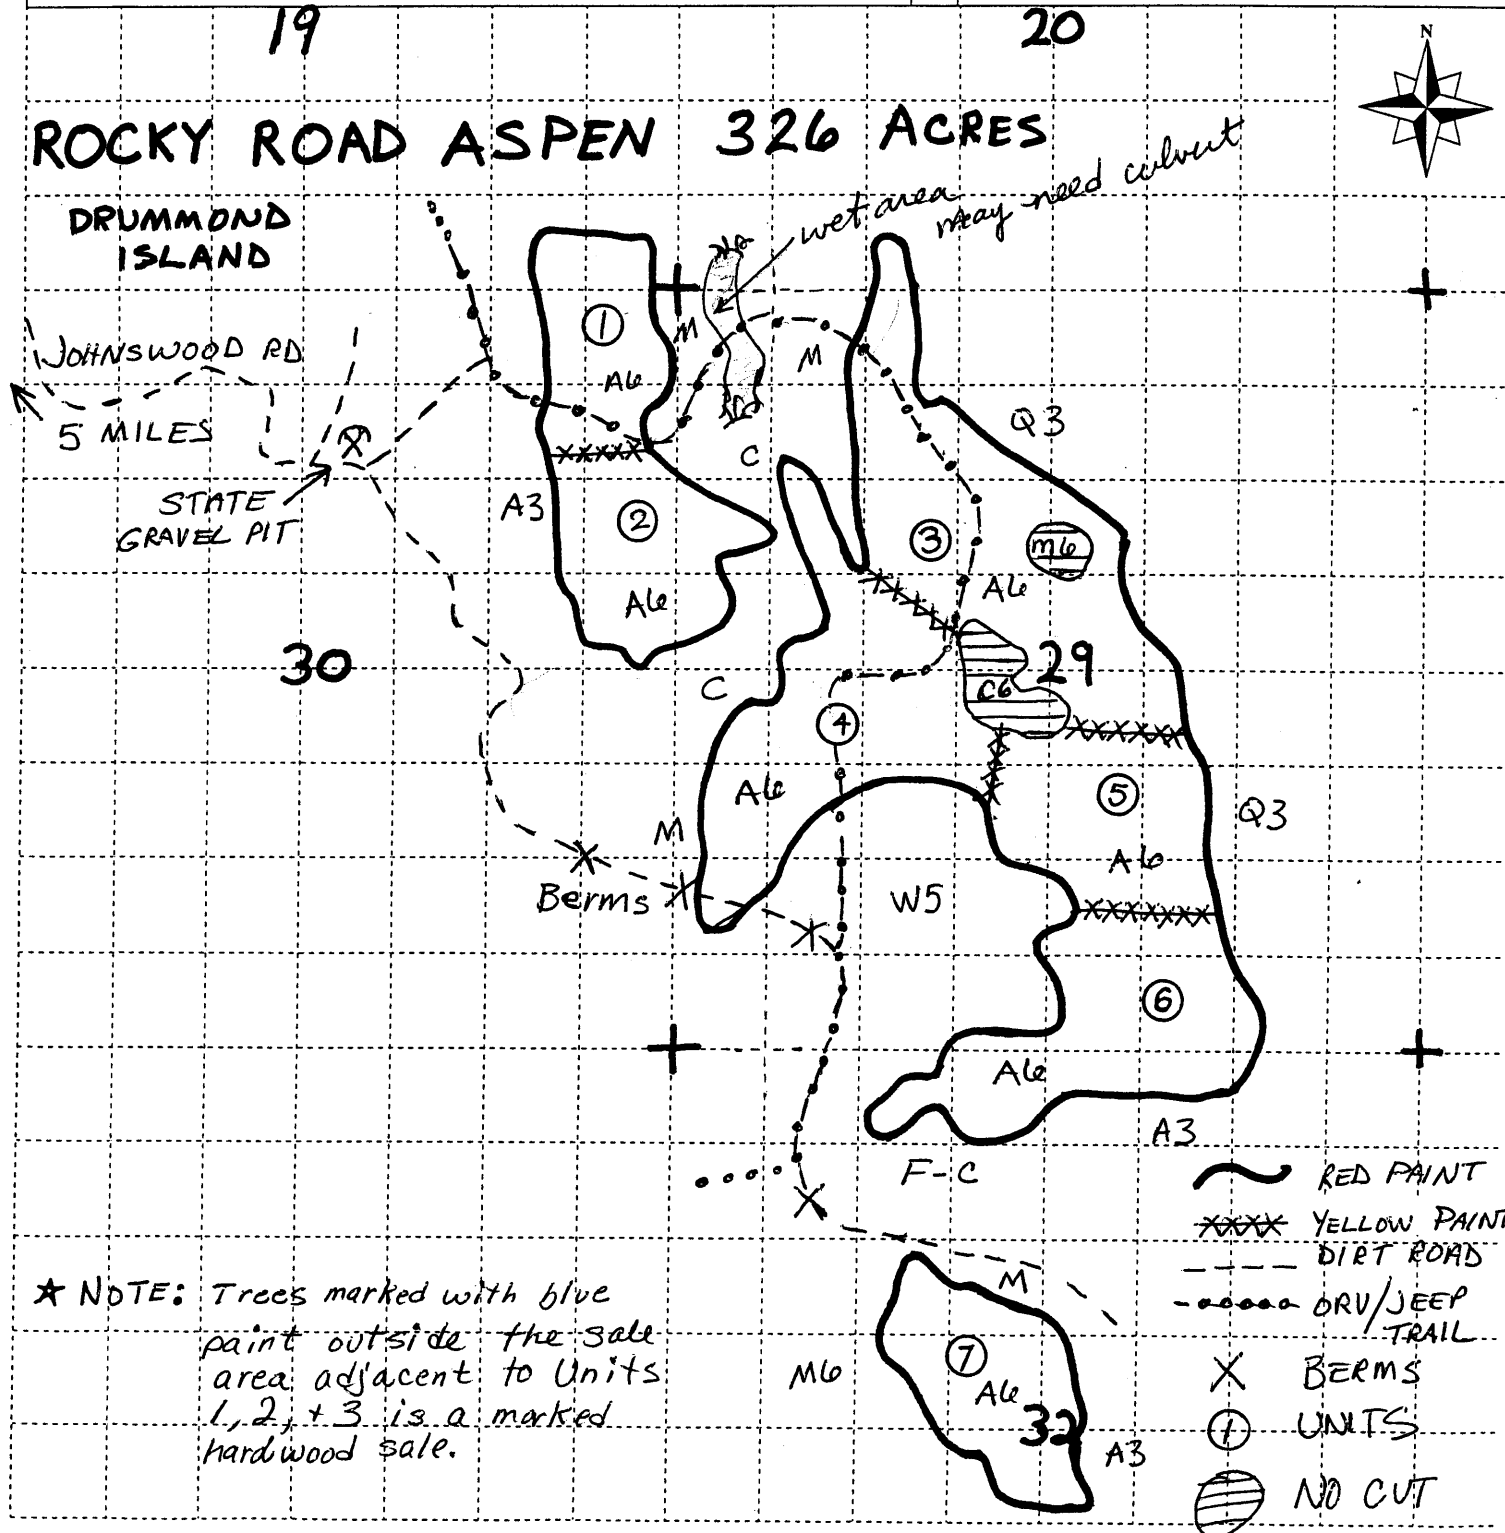 19
20
N
ROCKY ROAD ASPEN 326 ACRES
DRUMMOND
ISLAND
wet area
may need culvert
JOHNSWOOD RD
5 MILES
STATE
GRAVEL PIT
1
A6
M
M
C
Q3
A3
2
A6
3
A6
M6
30
29
C
C6
4
A6
5
A6
Q3
M
Berms
W5
6
A6
A3
F-C
M
M6
7
A6
32
A3
★ NOTE: Trees marked with blue
paint outside the sale
area adjacent to Units
1, 2, + 3 is a marked
hardwood sale.
RED PAINT
XXXX YELLOW PAINT
DIRT ROAD
ORV/JEEP
TRAIL
X BERMS
1 UNITS
NO CUT